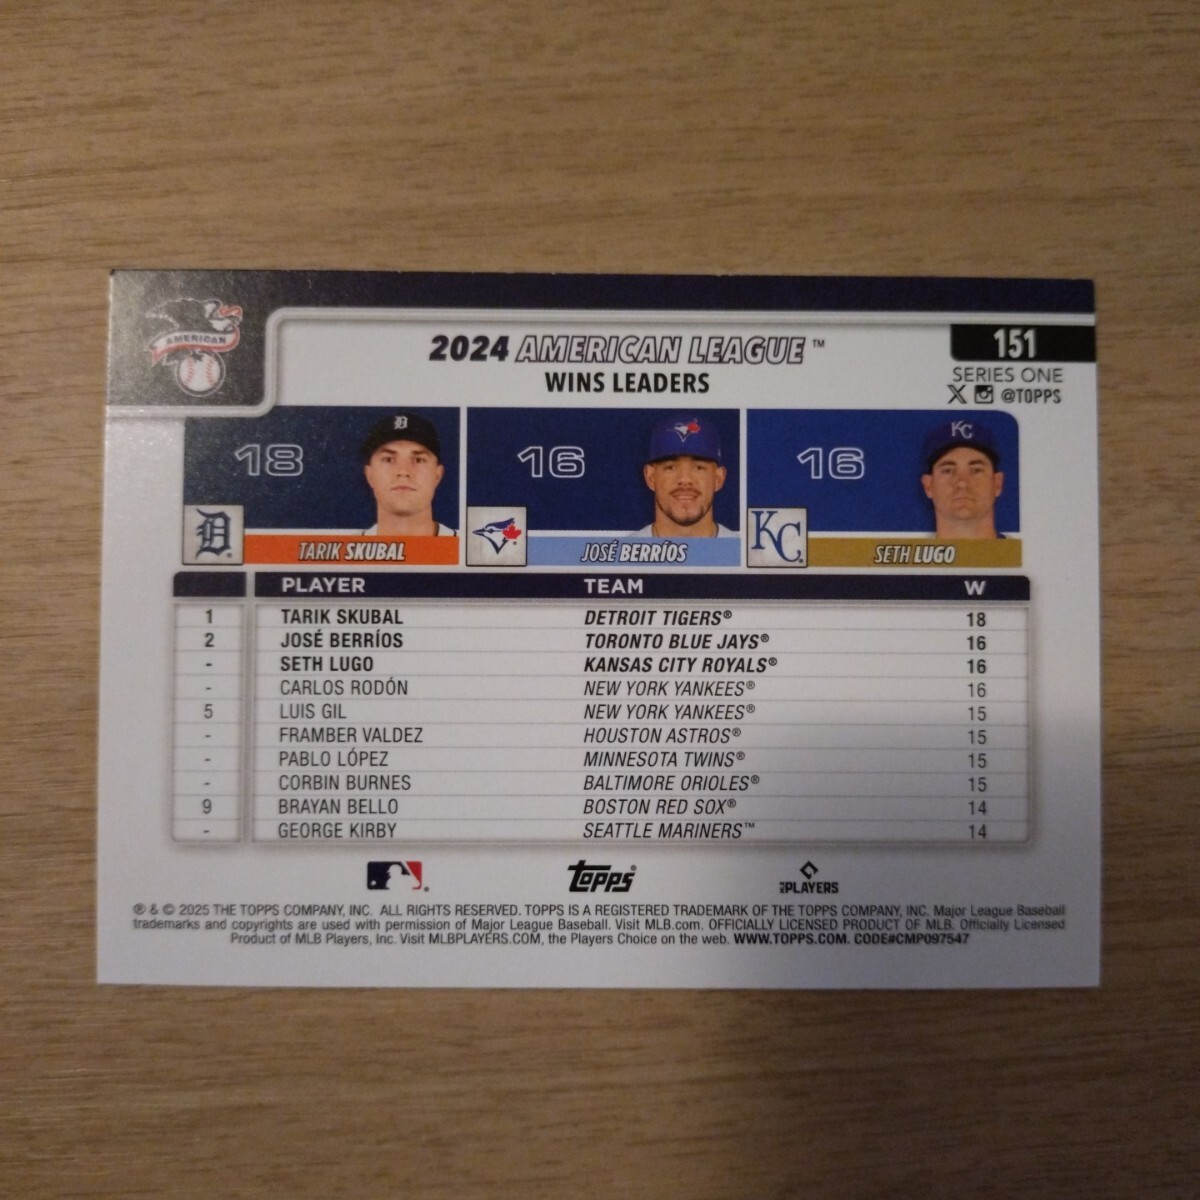 AMERICAN
2024 AMERICAN LEAGUE™
WINS LEADERS
151
SERIES ONE
X @TOPPS
18
16
16
D
KC
D
KC
TARIK SKUBAL
JOSÉ BERRÍOS
SETH LUGO
PLAYER TEAM W
1 TARIK SKUBAL DETROIT TIGERS® 18
2 JOSÉ BERRÍOS TORONTO BLUE JAYS® 16
- SETH LUGO KANSAS CITY ROYALS® 16
- CARLOS RODÓN NEW YORK YANKEES® 16
5 LUIS GIL NEW YORK YANKEES® 15
- FRAMBER VALDEZ HOUSTON ASTROS® 15
- PABLO LÓPEZ MINNESOTA TWINS® 15
- CORBIN BURNES BALTIMORE ORIOLES® 15
9 BRAYAN BELLO BOSTON RED SOX® 14
- GEORGE KIRBY SEATTLE MARINERS™ 14
Topps®
MLB PLAYERS
® & © 2025 THE TOPPS COMPANY, INC. ALL RIGHTS RESERVED. TOPPS IS A REGISTERED TRADEMARK OF THE TOPPS COMPANY, INC. Major League Baseball
trademarks and copyrights are used with permission of Major League Baseball. Visit MLB.com. OFFICIALLY LICENSED PRODUCT OF MLB. Officially Licensed
Product of MLB Players, Inc. Visit MLBPLAYERS.COM, the Players Choice on the web. WWW.TOPPS.COM. CODE#CMP097547